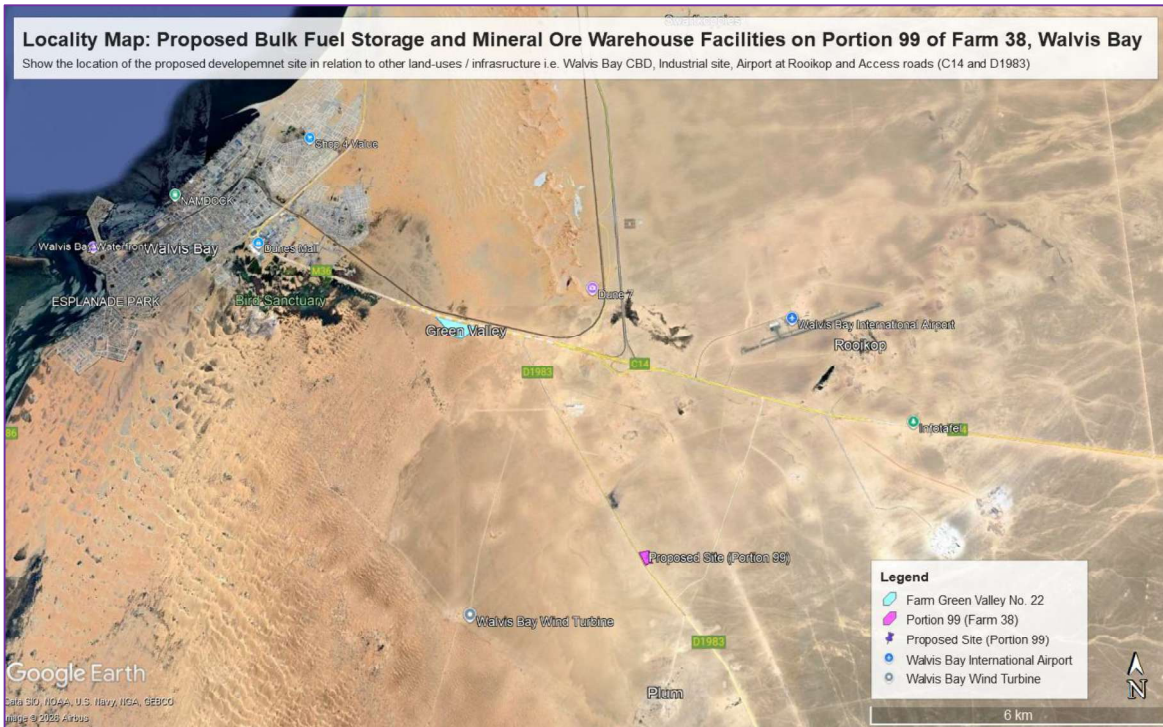 Locality Map: Proposed Bulk Fuel Storage and Mineral Ore Warehouse Facilities on Portion 99 of Farm 38, Walvis Bay
Show the location of the proposed developemnet site in relation to other land-uses / infrasructure i.e. Walvis Bay CBD, Industrial site, Airport at Rooikop and Access roads (C14 and D1983)
Shop 4 Value
NAMDOCK
Walvis Bay Waterfront
Walvis Bay
Dunes Mall
M36
ESPLANADE PARK
Bird Sanctuary
Dune 7
Green Valley
Walvis Bay International Airport
Rooikop
C14
D1983
Proposed Site (Portion 99)
Walvis Bay Wind Turbine
D1983
Plum
Legend
Farm Green Valley No. 22
Portion 99 (Farm 38)
Proposed Site (Portion 99)
Walvis Bay International Airport
Walvis Bay Wind Turbine
Google Earth
Data SIO, NOAA, U.S. Navy, NGA, GEBCO
Image © 2026 Airbus
N
6 km